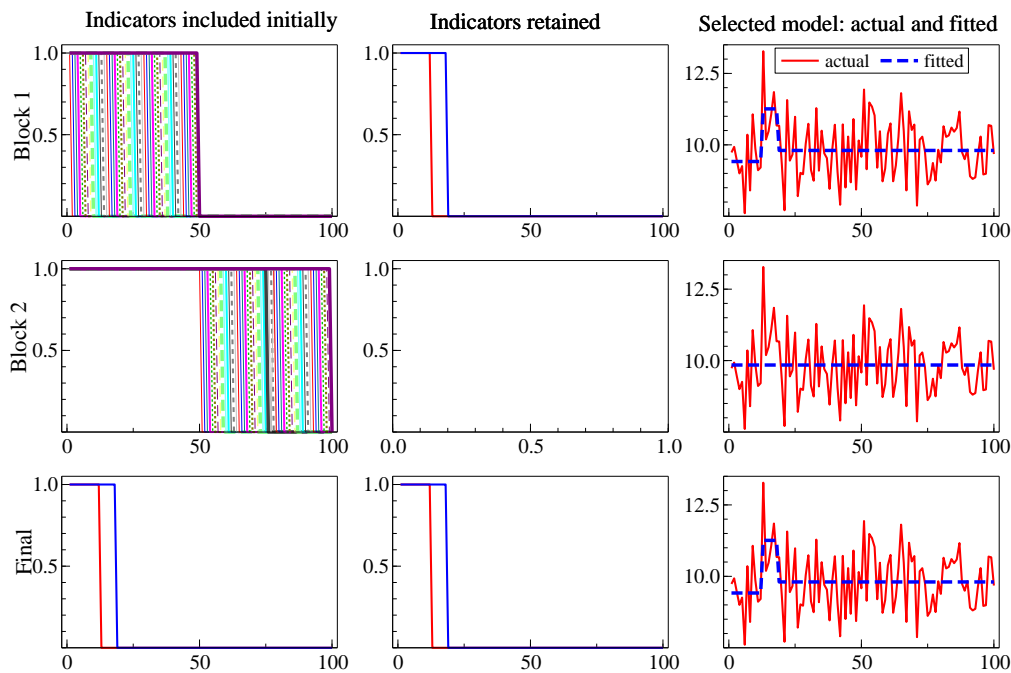 Indicators included initially
Indicators retained
Selected model: actual and fitted
Block 1
1.0
0.5
0 50 100
1.0
0.5
0 50 100
12.5
10.0
actual fitted
0 50 100
Block 2
1.0
0.5
0 50 100
1.0
0.5
0.0 0.5 1.0
12.5
10.0
0 50 100
Final
1.0
0.5
0 50 100
1.0
0.5
0 50 100
12.5
10.0
0 50 100